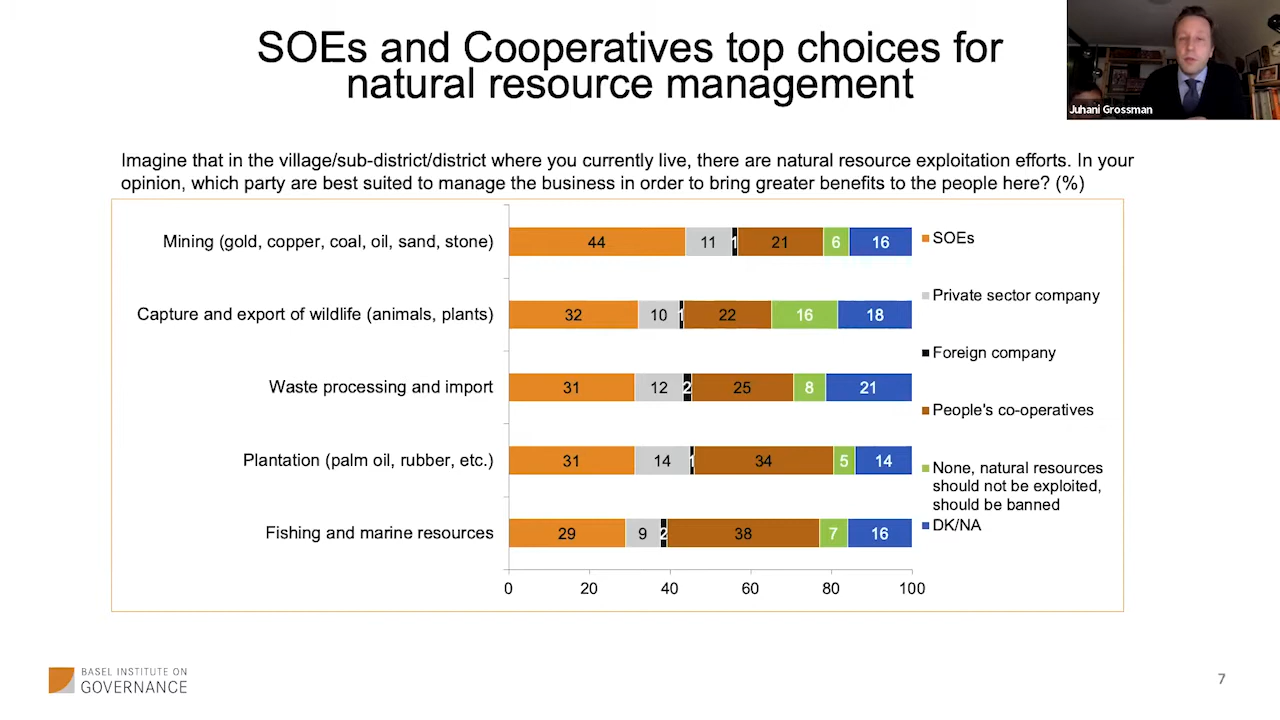 SOEs and Cooperatives top choices for
natural resource management
Juhani Grossman
Imagine that in the village/sub-district/district where you currently live, there are natural resource exploitation efforts. In your
opinion, which party are best suited to manage the business in order to bring greater benefits to the people here? (%)
Mining (gold, copper, coal, oil, sand, stone)
44 11 1 21 6 16
Capture and export of wildlife (animals, plants)
32 10 1 22 16 18
Waste processing and import
31 12 2 25 8 21
Plantation (palm oil, rubber, etc.)
31 14 1 34 5 14
Fishing and marine resources
29 9 2 38 7 16
0 20 40 60 80 100
SOEs
Private sector company
Foreign company
People's co-operatives
None, natural resources
should not be exploited,
should be banned
DK/NA
BASEL INSTITUTE ON
GOVERNANCE
7